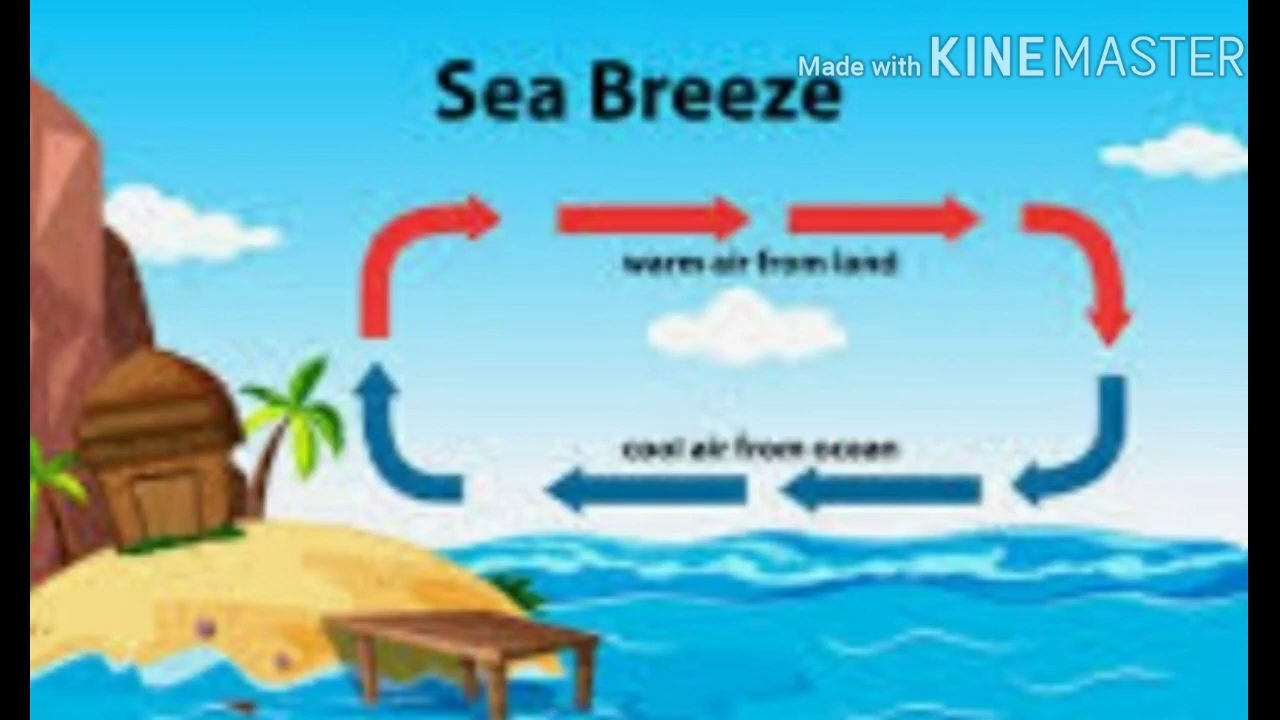 Made with KINEMASTER
Sea Breeze
warm air from land
cool air from ocean